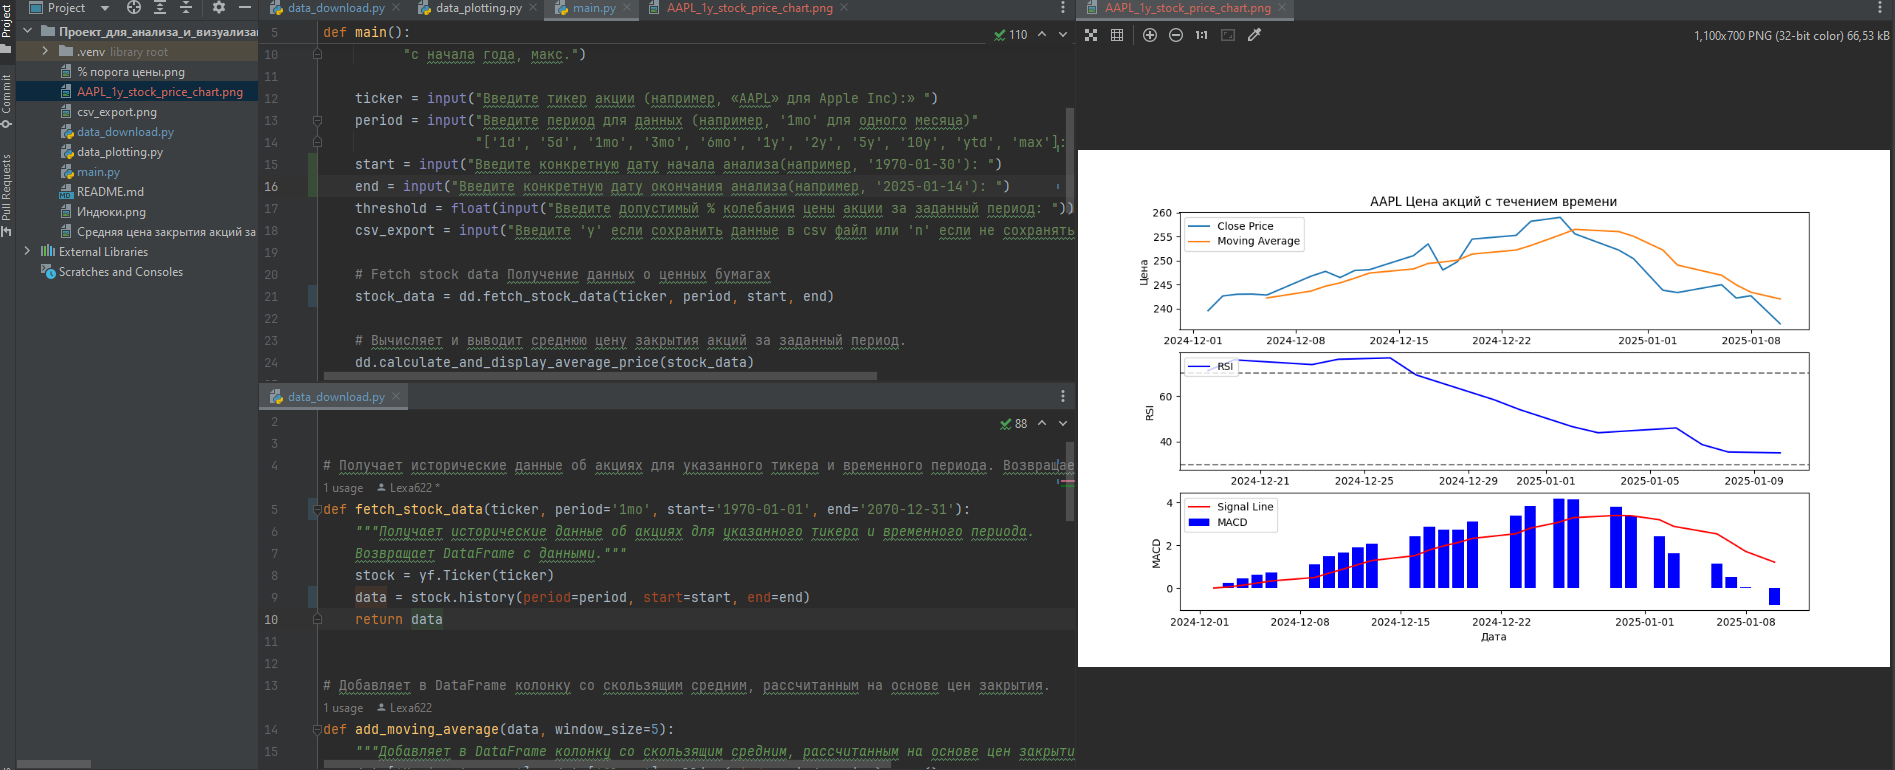 Project
Проект_для_анализа_и_визуализа
.venv library root
% порога цены.png
AAPL_1y_stock_price_chart.png
csv_export.png
data_download.py
data_plotting.py
main.py
README.md
Индюки.png
Средняя цена закрытия акций за
External Libraries
Scratches and Consoles
Project
Commit
Pull Requests
data_download.py
data_plotting.py
main.py
AAPL_1y_stock_price_chart.png
110
5 def main():
10 "с начала года, макс.")
11
12 ticker = input("Введите тикер акции (например, «AAPL» для Apple Inc):» ")
13 period = input("Введите период для данных (например, '1mo' для одного месяца)"
14 "['1d', '5d', '1mo', '3mo', '6mo', '1y', '2y', '5y', '10y', 'ytd', 'max']:
15 start = input("Введите конкретную дату начала анализа(например, '1970-01-30'): ")
16 end = input("Введите конкретную дату окончания анализа(например, '2025-01-14'): ")
17 threshold = float(input("Введите допустимый % колебания цены акции за заданный период: "))
18 csv_export = input("Введите 'y' если сохранить данные в csv файл или 'n' если не сохранять
19
20 # Fetch stock data Получение данных о ценных бумагах
21 stock_data = dd.fetch_stock_data(ticker, period, start, end)
22
23 # Вычисляет и выводит среднюю цену закрытия акций за заданный период.
24 dd.calculate_and_display_average_price(stock_data)
data_download.py
88
2
3
4 # Получает исторические данные об акциях для указанного тикера и временного периода. Возвращае
1 usage Lexa622 *
5 def fetch_stock_data(ticker, period='1mo', start='1970-01-01', end='2070-12-31'):
6 """Получает исторические данные об акциях для указанного тикера и временного периода.
7 Возвращает DataFrame с данными."""
8 stock = yf.Ticker(ticker)
9 data = stock.history(period=period, start=start, end=end)
10 return data
11
12
13 # Добавляет в DataFrame колонку со скользящим средним, рассчитанным на основе цен закрытия.
1 usage Lexa622
14 def add_moving_average(data, window_size=5):
15 """Добавляет в DataFrame колонку со скользящим средним, рассчитанным на основе цен закрыти
AAPL_1y_stock_price_chart.png
1:1
1,100x700 PNG (32-bit color) 66,53 kB
AAPL Цена акций с течением времени
Close Price
Moving Average
Цена
260
255
250
245
240
2024-12-01 2024-12-08 2024-12-15 2024-12-22 2025-01-01 2025-01-08
RSI
RSI
60
40
2024-12-21 2024-12-25 2024-12-29 2025-01-01 2025-01-05 2025-01-09
Signal Line
MACD
MACD
4
2
0
2024-12-01 2024-12-08 2024-12-15 2024-12-22 2025-01-01 2025-01-08
Дата